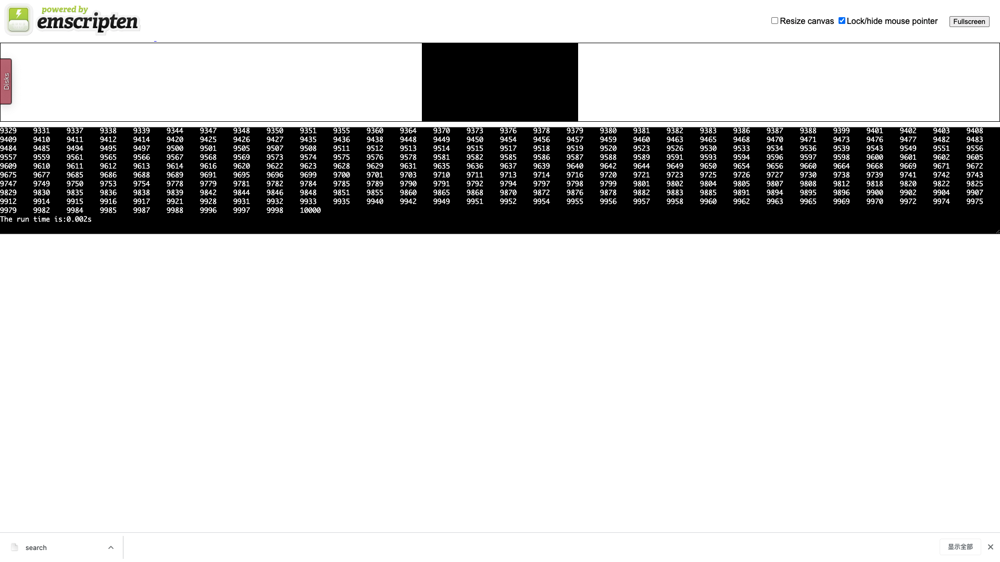 powered by
emscripten
Resize canvas Lock/hide mouse pointer Fullscreen
Disks
9329 9331 9337 9338 9339 9344 9347 9348 9350 9351 9355 9360 9364 9370 9373 9376 9378 9379 9380 9381 9382 9383 9386 9387 9388 9399 9401 9402 9403 9408
9409 9410 9411 9412 9414 9420 9425 9426 9427 9435 9436 9438 9448 9449 9450 9454 9456 9457 9459 9460 9463 9465 9468 9470 9471 9473 9476 9477 9482 9483
9484 9485 9494 9495 9497 9500 9501 9505 9507 9508 9511 9512 9513 9514 9515 9517 9518 9519 9520 9523 9526 9530 9533 9534 9536 9539 9543 9549 9551 9556
9557 9559 9561 9565 9566 9567 9568 9569 9573 9574 9575 9576 9578 9581 9582 9585 9586 9587 9588 9589 9591 9593 9594 9596 9597 9598 9600 9601 9602 9605
9609 9610 9611 9612 9613 9614 9616 9620 9622 9623 9628 9629 9631 9635 9636 9637 9639 9640 9642 9644 9649 9650 9654 9656 9660 9664 9668 9669 9671 9672
9675 9677 9685 9686 9688 9689 9691 9695 9696 9699 9700 9701 9703 9710 9711 9713 9714 9716 9720 9721 9723 9725 9726 9727 9730 9738 9739 9741 9742 9743
9747 9749 9750 9753 9754 9778 9779 9781 9782 9784 9785 9789 9790 9791 9792 9794 9797 9798 9799 9801 9802 9804 9805 9807 9808 9812 9818 9820 9822 9825
9829 9830 9835 9836 9838 9839 9842 9844 9846 9848 9851 9855 9860 9865 9868 9870 9872 9876 9878 9882 9883 9885 9891 9894 9895 9896 9900 9902 9904 9907
9912 9914 9915 9916 9917 9921 9928 9931 9932 9933 9935 9940 9942 9949 9951 9952 9954 9955 9956 9957 9958 9960 9962 9963 9965 9969 9970 9972 9974 9975
9979 9982 9984 9985 9987 9988 9996 9997 9998 10000
The run time is:0.002s
search
显示全部